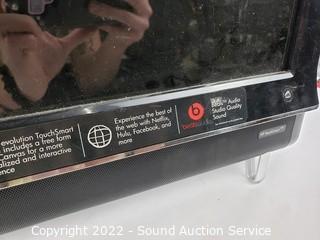 evolution TouchSmart
includes a free form
Canvas for a more
alized and interactive
ence
Experience the best of
the web with Netflix,
Hulu, Facebook, and
more
beats
Audio
Studio Quality
Sound
Copyright 2022 - Sound Auction Service